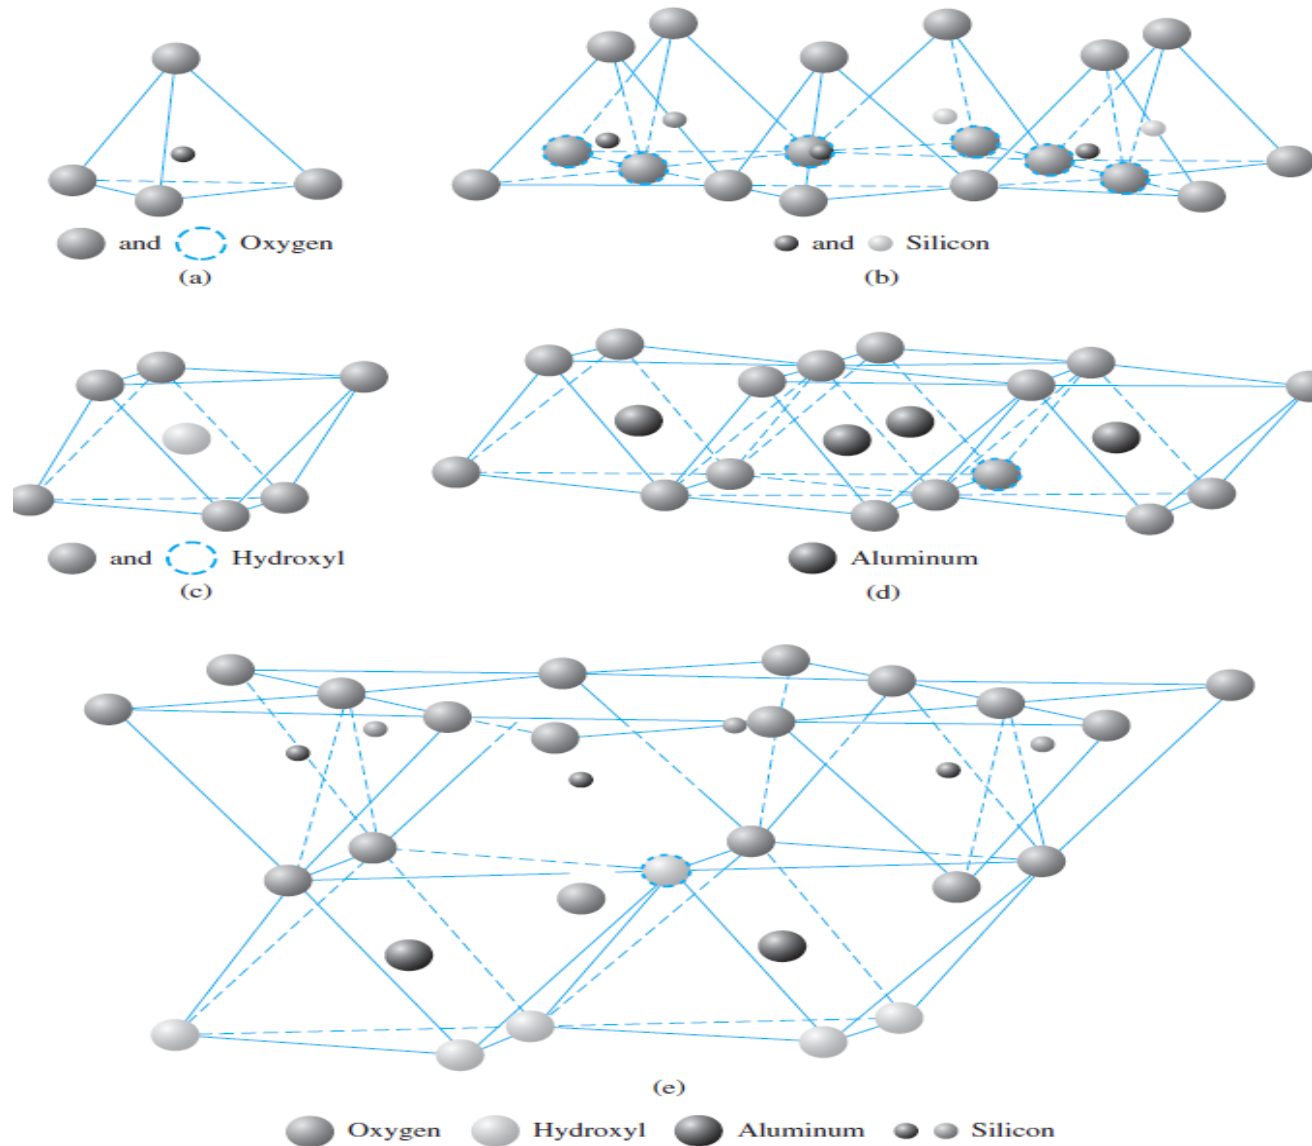 and Oxygen
(a)
and Silicon
(b)
and Hydroxyl
(c)
Aluminum
(d)
(e)
Oxygen Hydroxyl Aluminum Silicon